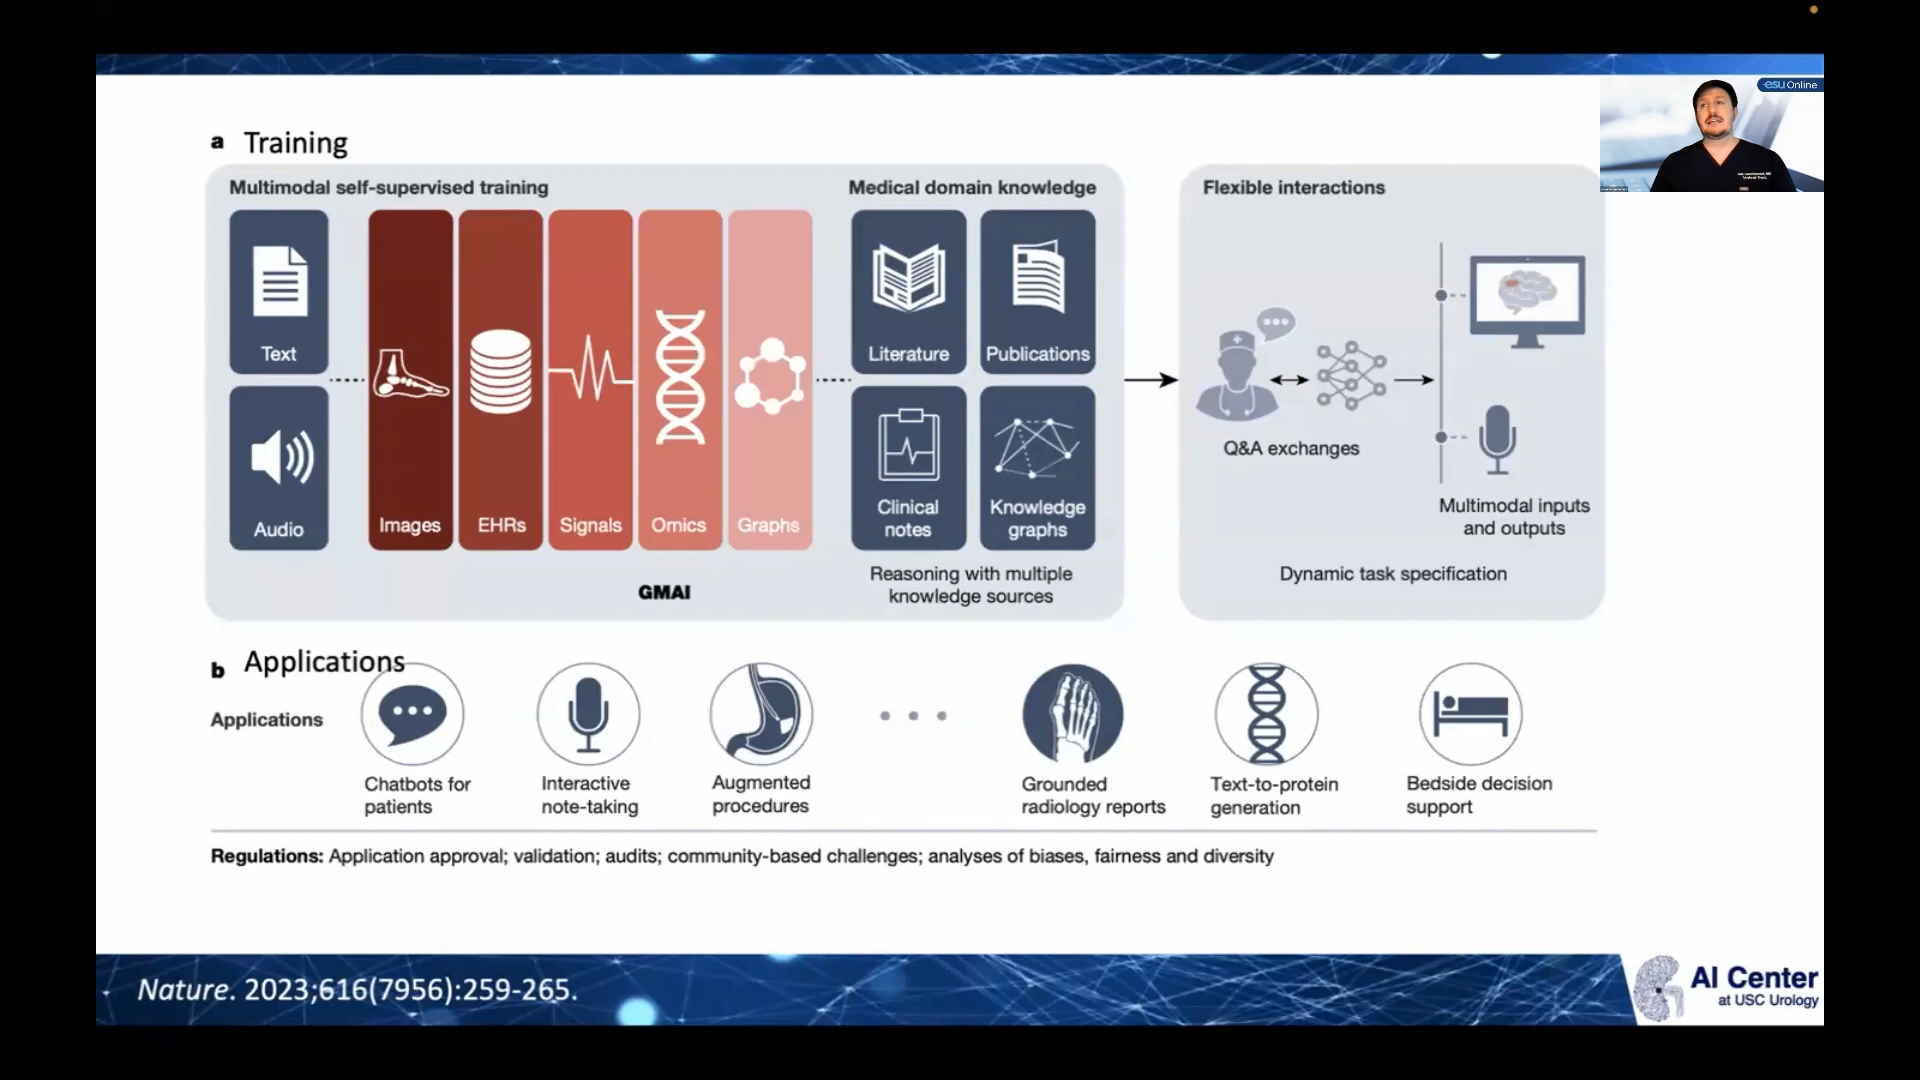 esu Online
a Training
Multimodal self-supervised training
Medical domain knowledge
Flexible interactions
Text
Audio
Images
EHRs
Signals
Omics
Graphs
Literature
Publications
Clinical
notes
Knowledge
graphs
GMAI
Reasoning with multiple
knowledge sources
Q&A exchanges
Multimodal inputs
and outputs
Dynamic task specification
b Applications
Applications
Chatbots for
patients
Interactive
note-taking
Augmented
procedures
Grounded
radiology reports
Text-to-protein
generation
Bedside decision
support
Regulations: Application approval; validation; audits; community-based challenges; analyses of biases, fairness and diversity
Nature. 2023;616(7956):259-265.
AI Center
at USC Urology